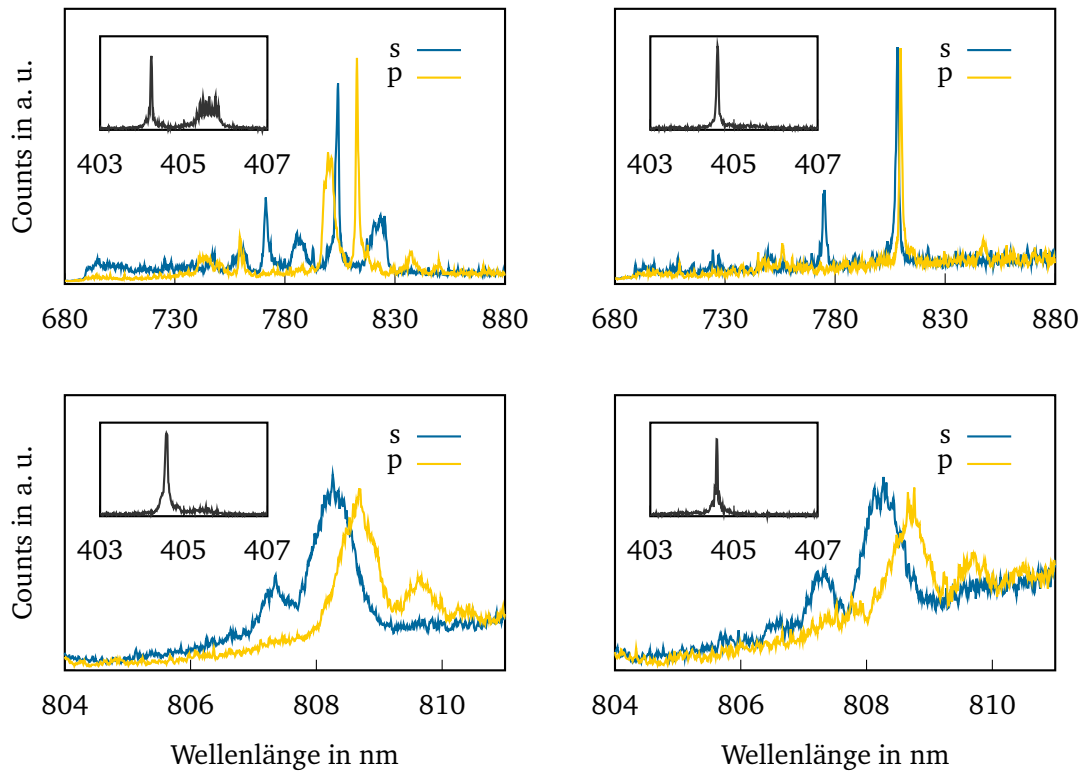 Counts in a. u.
s
p
403 405 407
680 730 780 830 880
s
p
403 405 407
680 730 780 830 880
Counts in a. u.
s
p
403 405 407
804 806 808 810
Wellenlänge in nm
s
p
403 405 407
804 806 808 810
Wellenlänge in nm